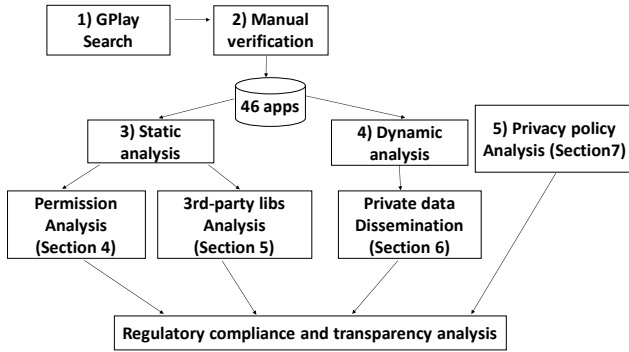 1) GPlay
Search
2) Manual
verification
46 apps
3) Static
analysis
4) Dynamic
analysis
5) Privacy policy
Analysis (Section7)
Permission
Analysis
(Section 4)
3rd-party libs
Analysis
(Section 5)
Private data
Dissemination
(Section 6)
Regulatory compliance and transparency analysis